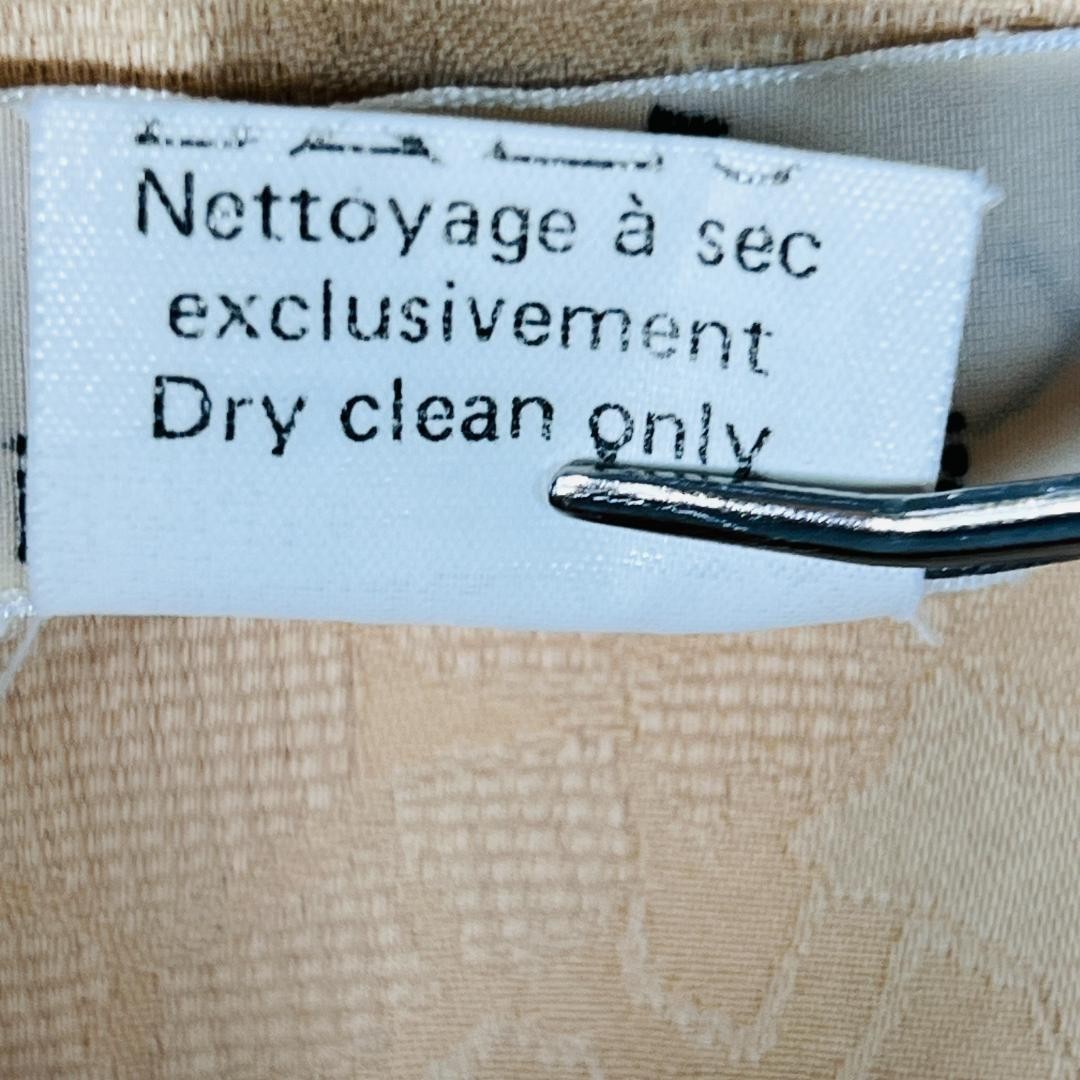 Nettoyage à sec
exclusivement
Dry clean only